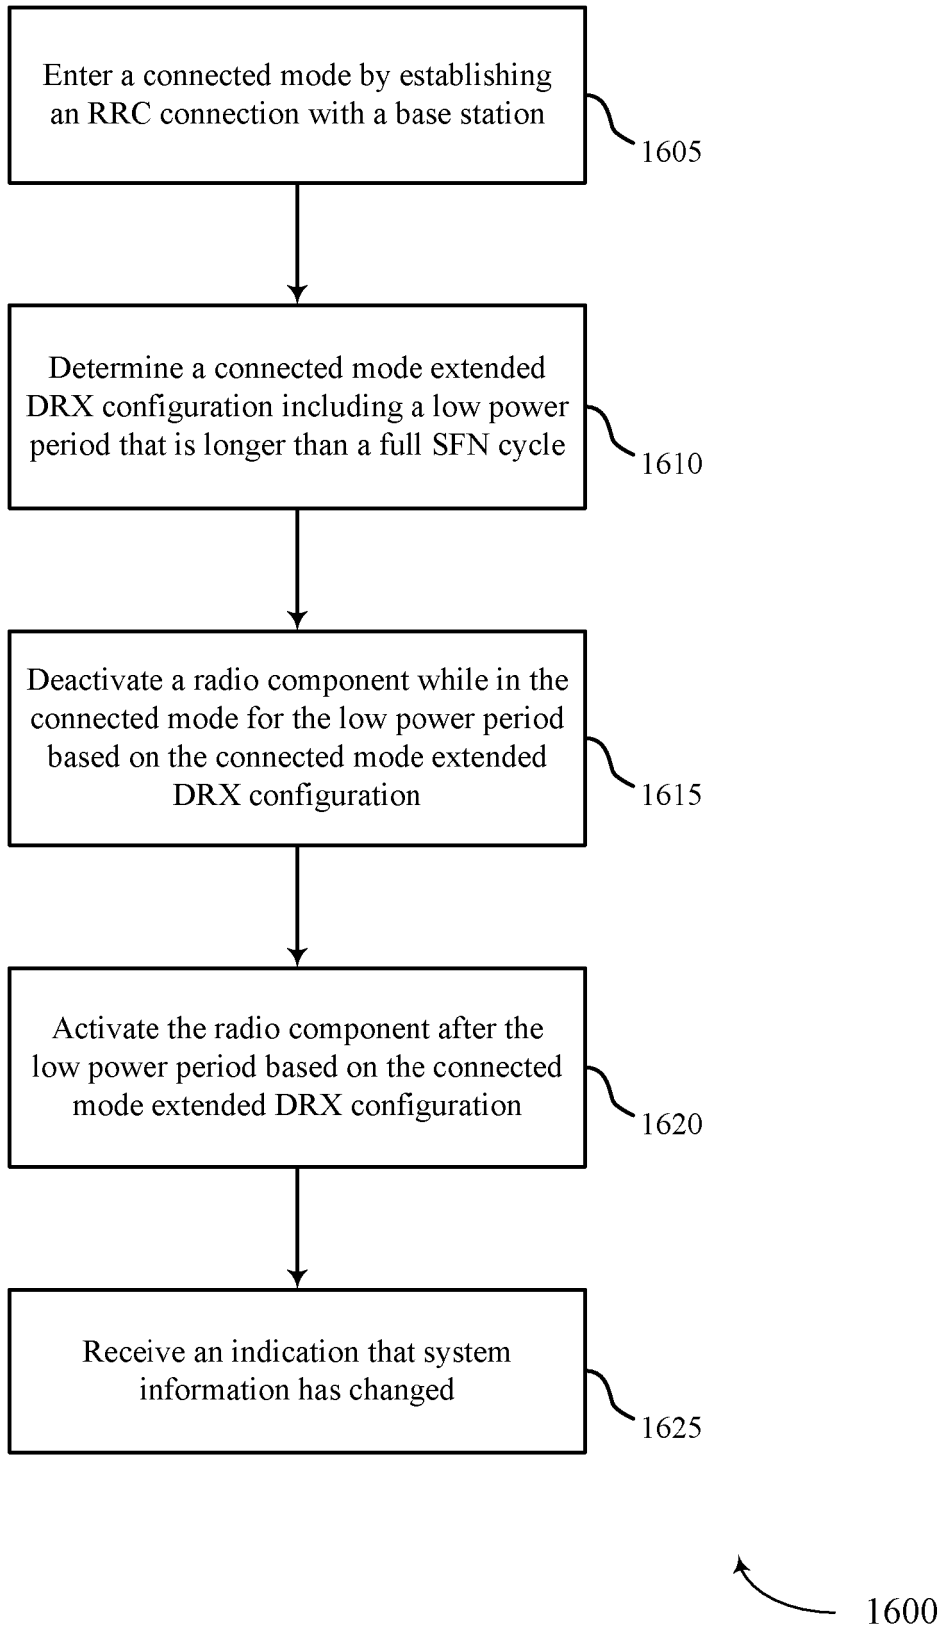 Enter a connected mode by establishing
an RRC connection with a base station
1605
Determine a connected mode extended
DRX configuration including a low power
period that is longer than a full SFN cycle
1610
Deactivate a radio component while in the
connected mode for the low power period
based on the connected mode extended
DRX configuration
1615
Activate the radio component after the
low power period based on the connected
mode extended DRX configuration
1620
Receive an indication that system
information has changed
1625
1600